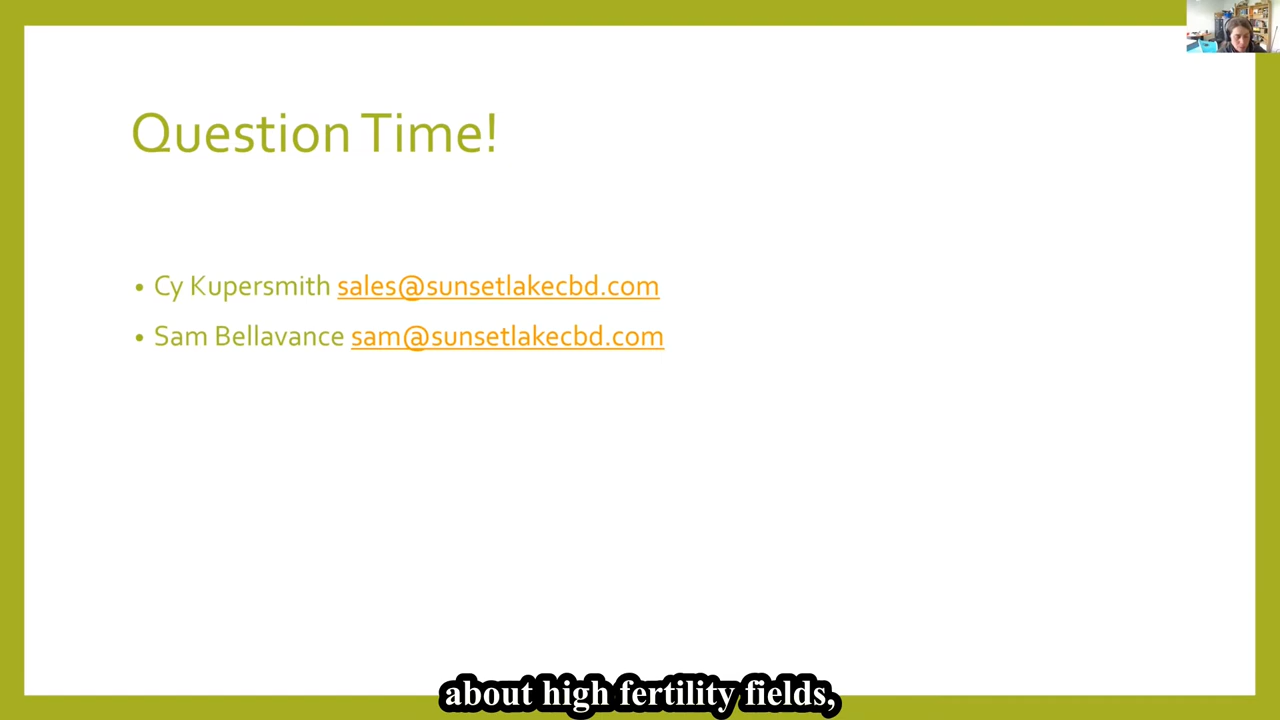 Question Time!
• Cy Kupersmith sales@sunsetlakecbd.com
• Sam Bellavance sam@sunsetlakecbd.com
about high fertility fields,